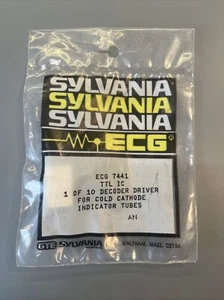 SYLVANIA
SYLVANIA
SYLVANIA
ECG®
ECG 7441
TTL IC
1 OF 10 DECODER DRIVER
FOR COLD CATHODE
INDICATOR TUBES
AN
GTE SYLVANIA WALTHAM, MASS. 02154